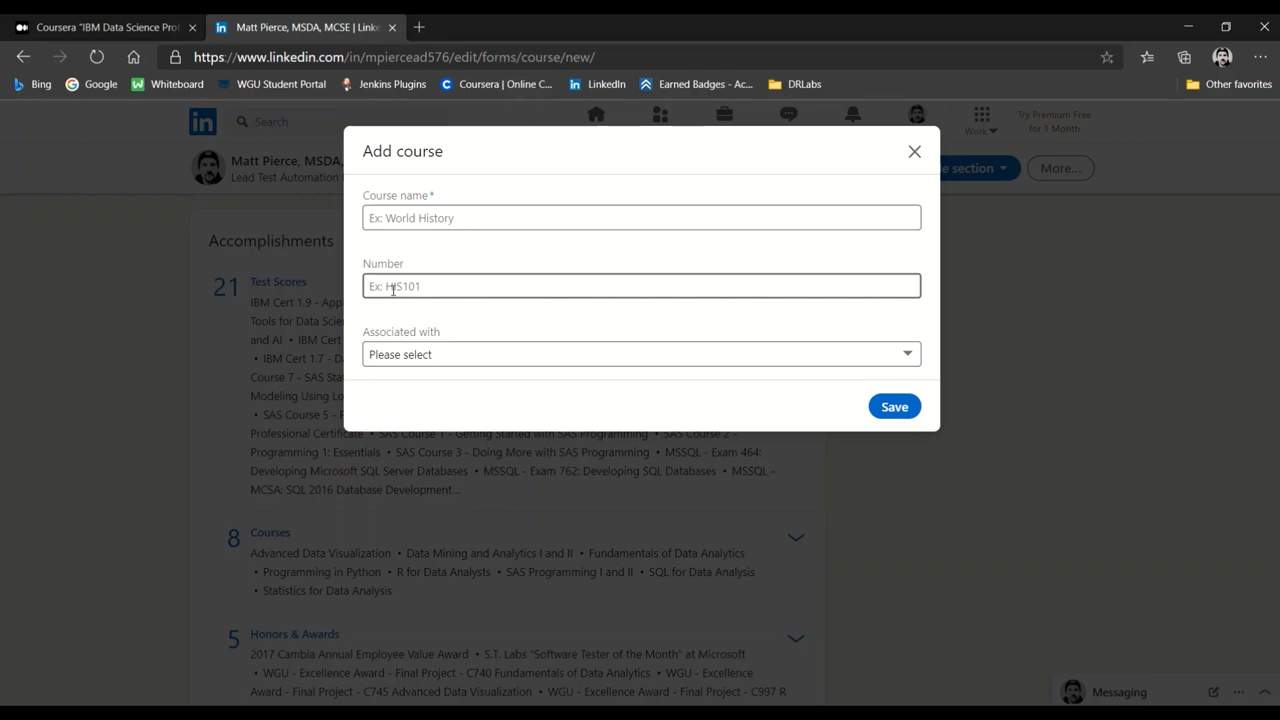 Coursera "IBM Data Science Prof
in Matt Pierce, MSDA, MCSE | Linke
https://www.linkedin.com/in/mpiercead576/edit/forms/course/new/
Bing Google Whiteboard WGU Student Portal Jenkins Plugins Coursera | Online C... LinkedIn Earned Badges - Ac... DRLabs Other favorites
in Search Work Try Premium Free
for 1 Month
Matt Pierce, MSDA,
Lead Test Automation
e section More...
Add course
Course name*
Ex: World History
Number
Ex: HIS101
Associated with
Please select
Save
Accomplishments
21 Test Scores
IBM Cert 1.9 - App
Tools for Data Scie
and AI • IBM Cert
• IBM Cert 1.7 - D
Course 7 - SAS Sta
Modeling Using Lo
• SAS Course 5 - P
Professional Certificate • SAS Course 1 - Getting Started with SAS Programming • SAS Course 2 -
Programming 1: Essentials • SAS Course 3 - Doing More with SAS Programming • MSSQL - Exam 464:
Developing Microsoft SQL Server Databases • MSSQL - Exam 762: Developing SQL Databases • MSSQL -
MCSA: SQL 2016 Database Development...
8 Courses
Advanced Data Visualization • Data Mining and Analytics I and II • Fundamentals of Data Analytics
• Programming in Python • R for Data Analysts • SAS Programming I and II • SQL for Data Analysis
• Statistics for Data Analysis
5 Honors & Awards
2017 Cambia Annual Employee Value Award • S.T. Labs "Software Tester of the Month" at Microsoft
• WGU - Excellence Award - Final Project - C740 Fundamentals of Data Analytics • WGU - Excellence
Award - Final Project - C745 Advanced Data Visualization • WGU - Excellence Award - Final Project - C997 R
Messaging